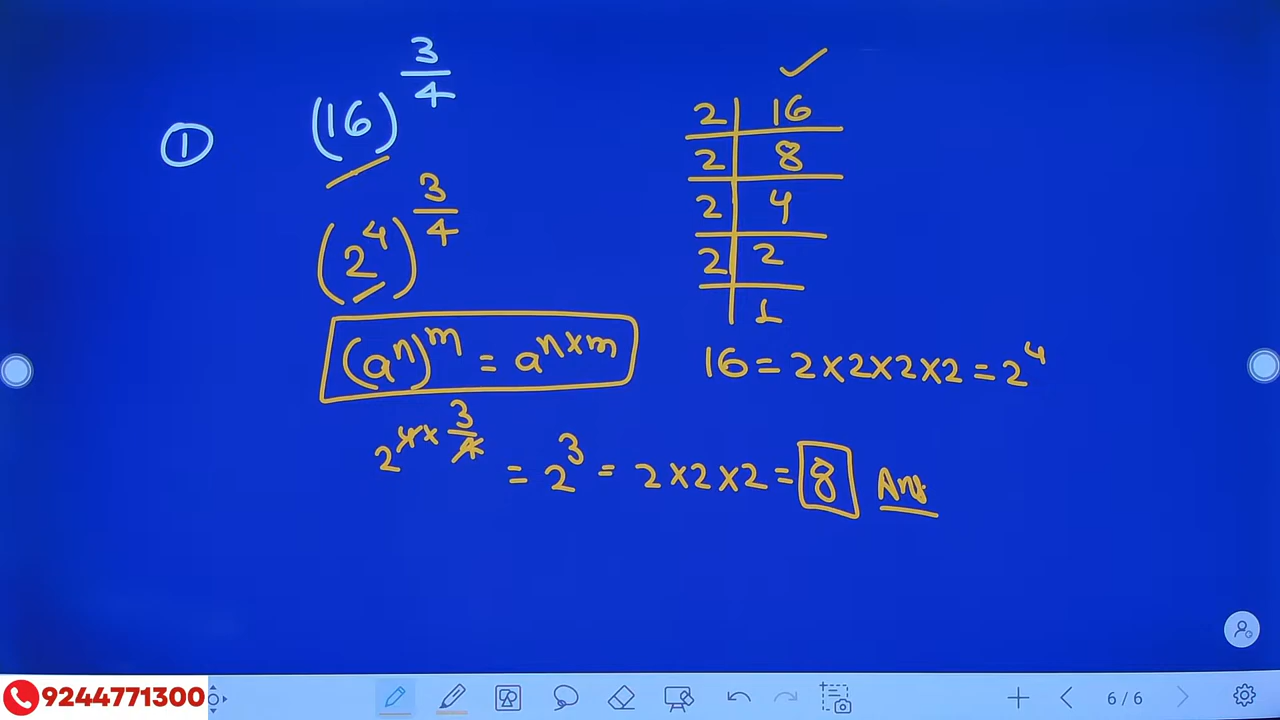 ① (16)^(3/4)
(2^4)^(3/4)
(a^n)^m = a^(n×m)
2^(4×3/4) = 2^3 = 2×2×2 = 8 Ans
✓
2 | 16
2 | 8
2 | 4
2 | 2
| 1
16 = 2×2×2×2 = 2^4
9244771300
6 / 6